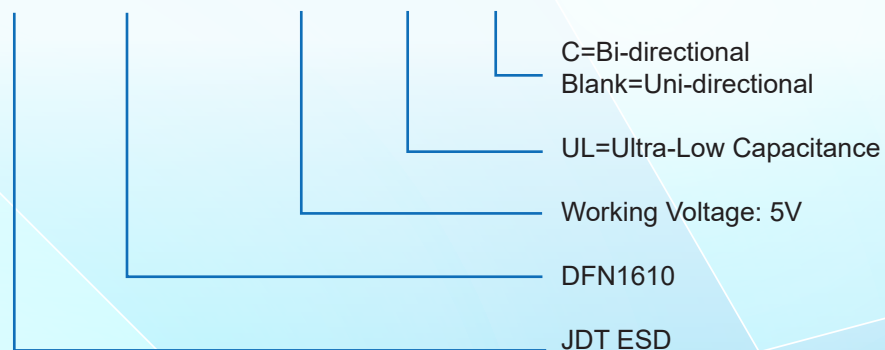 C=Bi-directional
Blank=Uni-directional
UL=Ultra-Low Capacitance
Working Voltage: 5V
DFN1610
JDT ESD